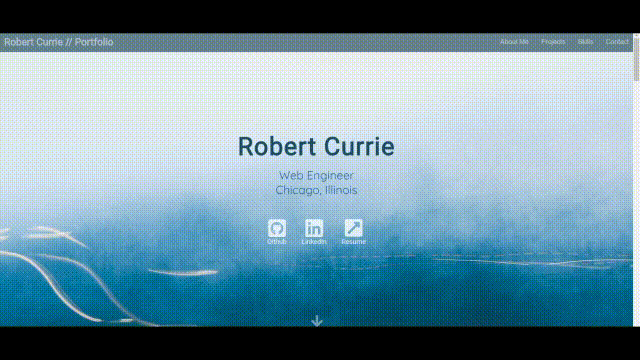 Robert Currie // Portfolio
About Me Projects Skills Contact
Robert Currie
Web Engineer
Chicago, Illinois
Github LinkedIn Resume